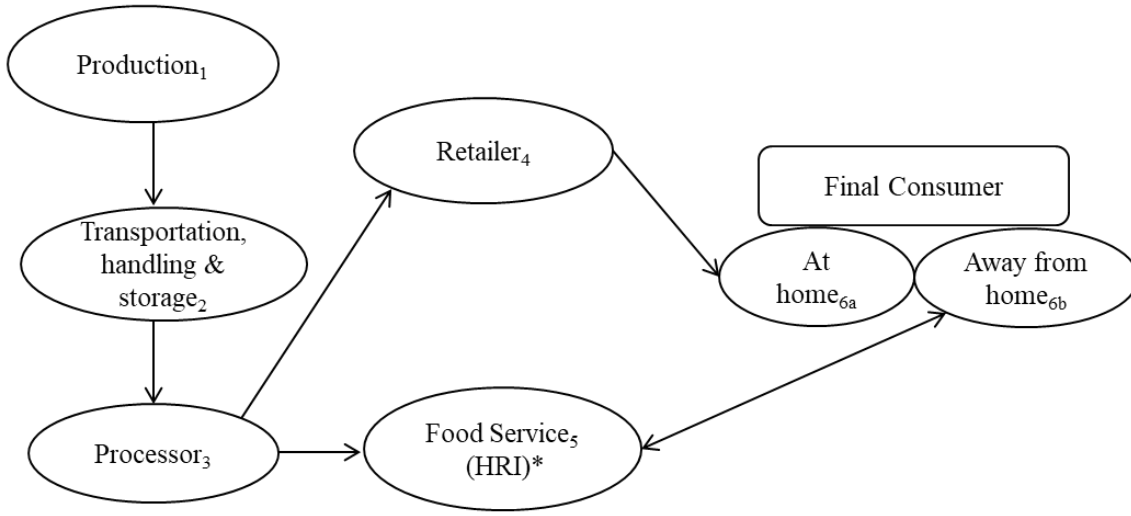 Production₁
Transportation,
handling &
storage₂
Processor₃
Retailer₄
Food Service₅
(HRI)*
Final Consumer
At
home₆ₐ
Away from
home₆b